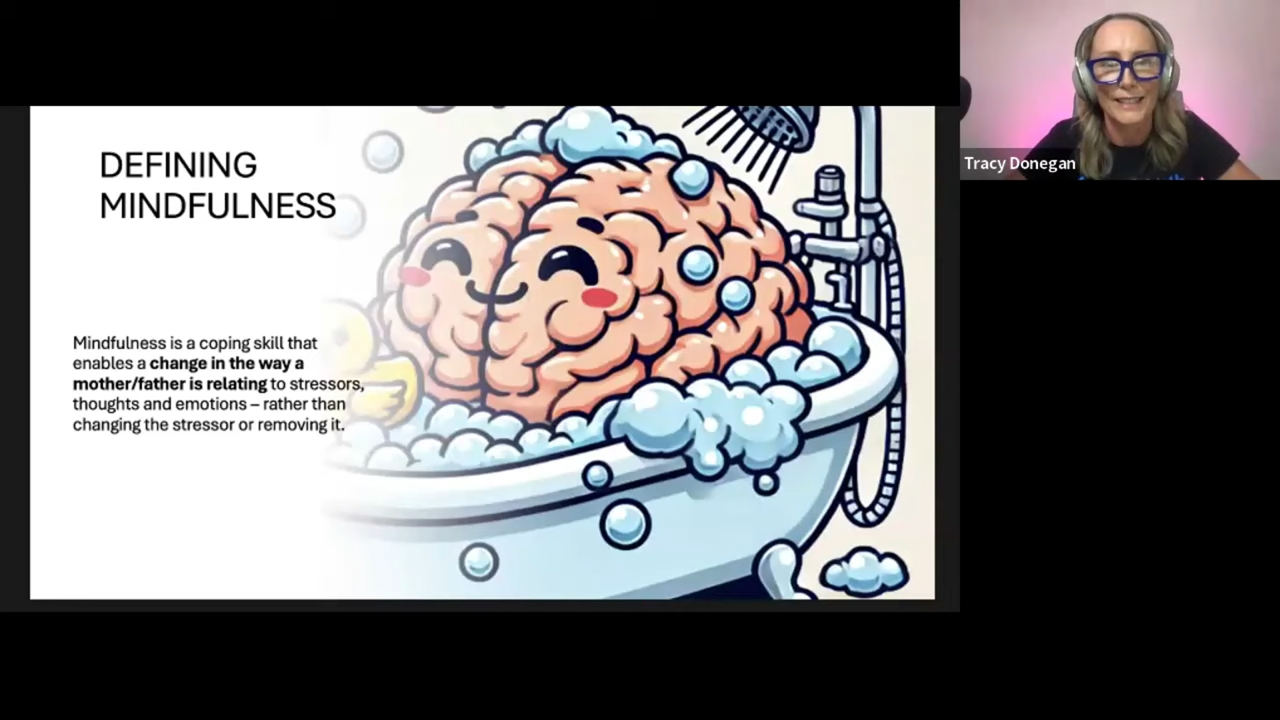 DEFINING
MINDFULNESS
Mindfulness is a coping skill that
enables a change in the way a
mother/father is relating to stressors,
thoughts and emotions – rather than
changing the stressor or removing it.
Tracy Donegan